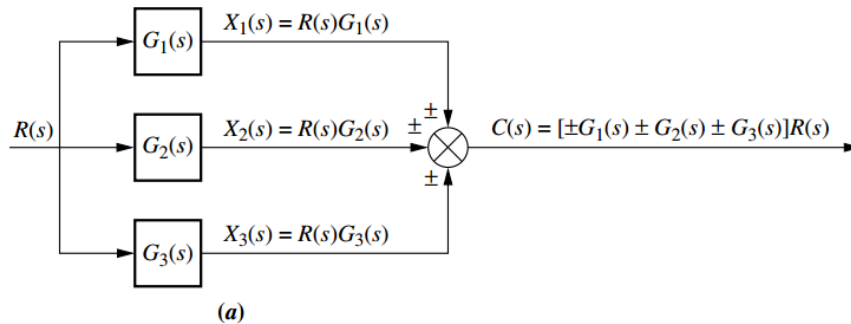 G₁(s)
X₁(s) = R(s)G₁(s)
±
R(s)
G₂(s)
X₂(s) = R(s)G₂(s)
±
C(s) = [±G₁(s) ± G₂(s) ± G₃(s)]R(s)
±
G₃(s)
X₃(s) = R(s)G₃(s)
(a)